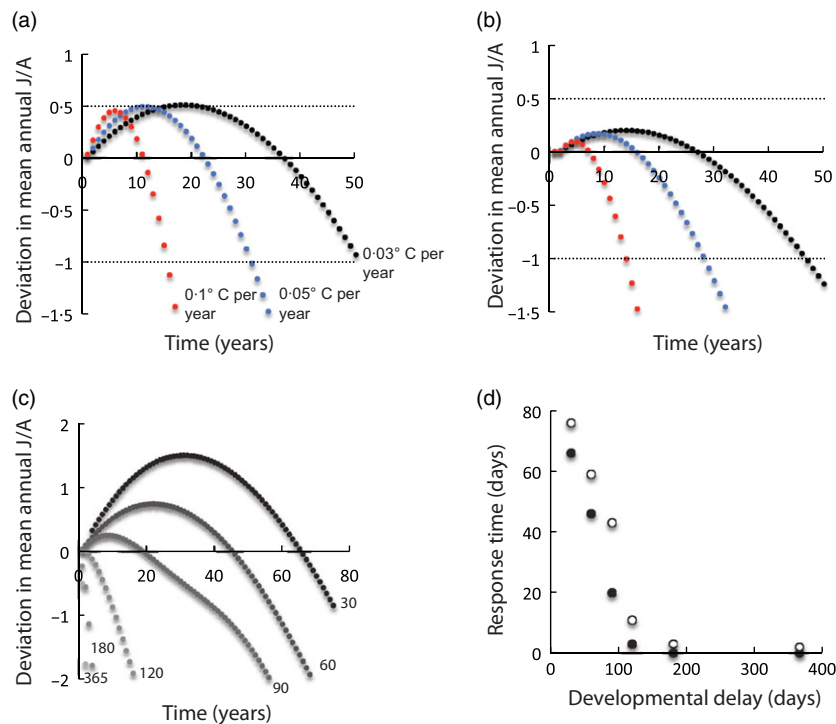 (a)
Deviation in mean annual J/A
1
0·5
0
−0·5
−1
−1·5
0 10 20 30 40 50
0·03° C per
year
0·1° C per
year
0·05° C per
year
Time (years)
(b)
Deviation in mean annual J/A
1
0·5
0
−0·5
−1
−1·5
0 10 20 30 40 50
Time (years)
(c)
Deviation in mean annual J/A
2
1
0
−1
−2
0 20 40 60 80
30
60
90
120
180
365
Time (years)
(d)
Response time (days)
80
60
40
20
0
0 100 200 300 400
Developmental delay (days)